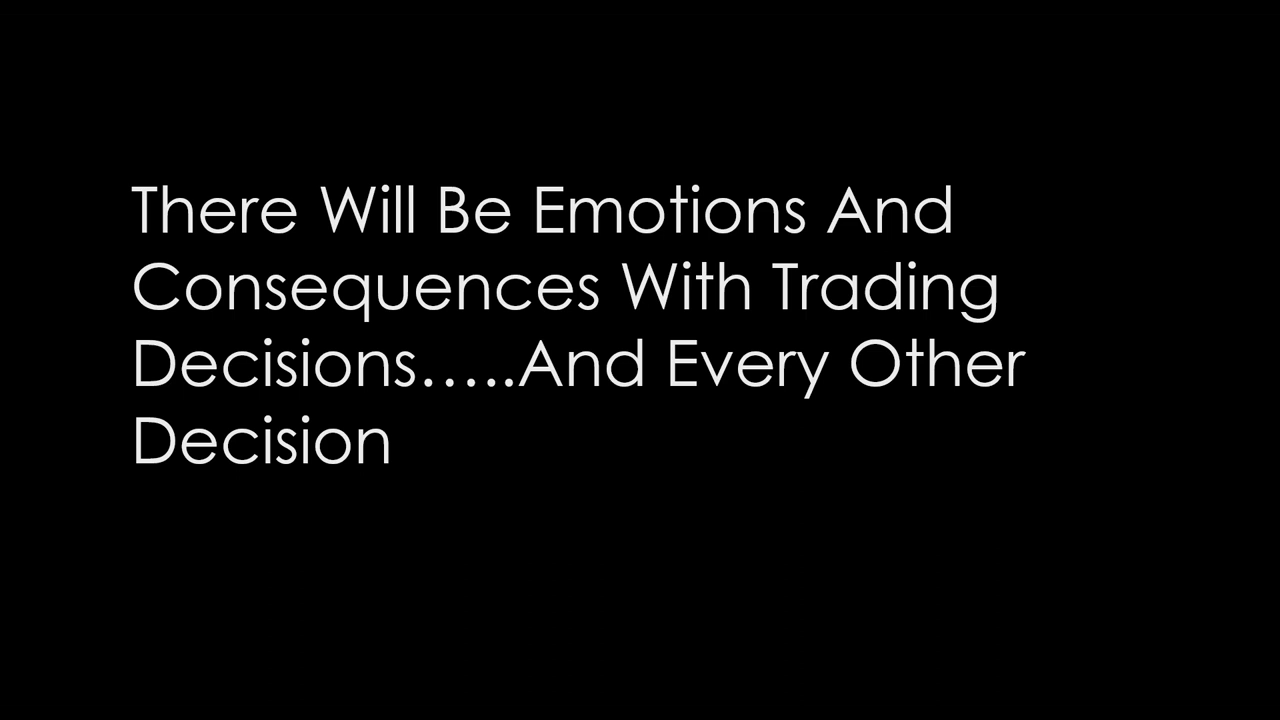 There Will Be Emotions And
Consequences With Trading
Decisions…..And Every Other
Decision